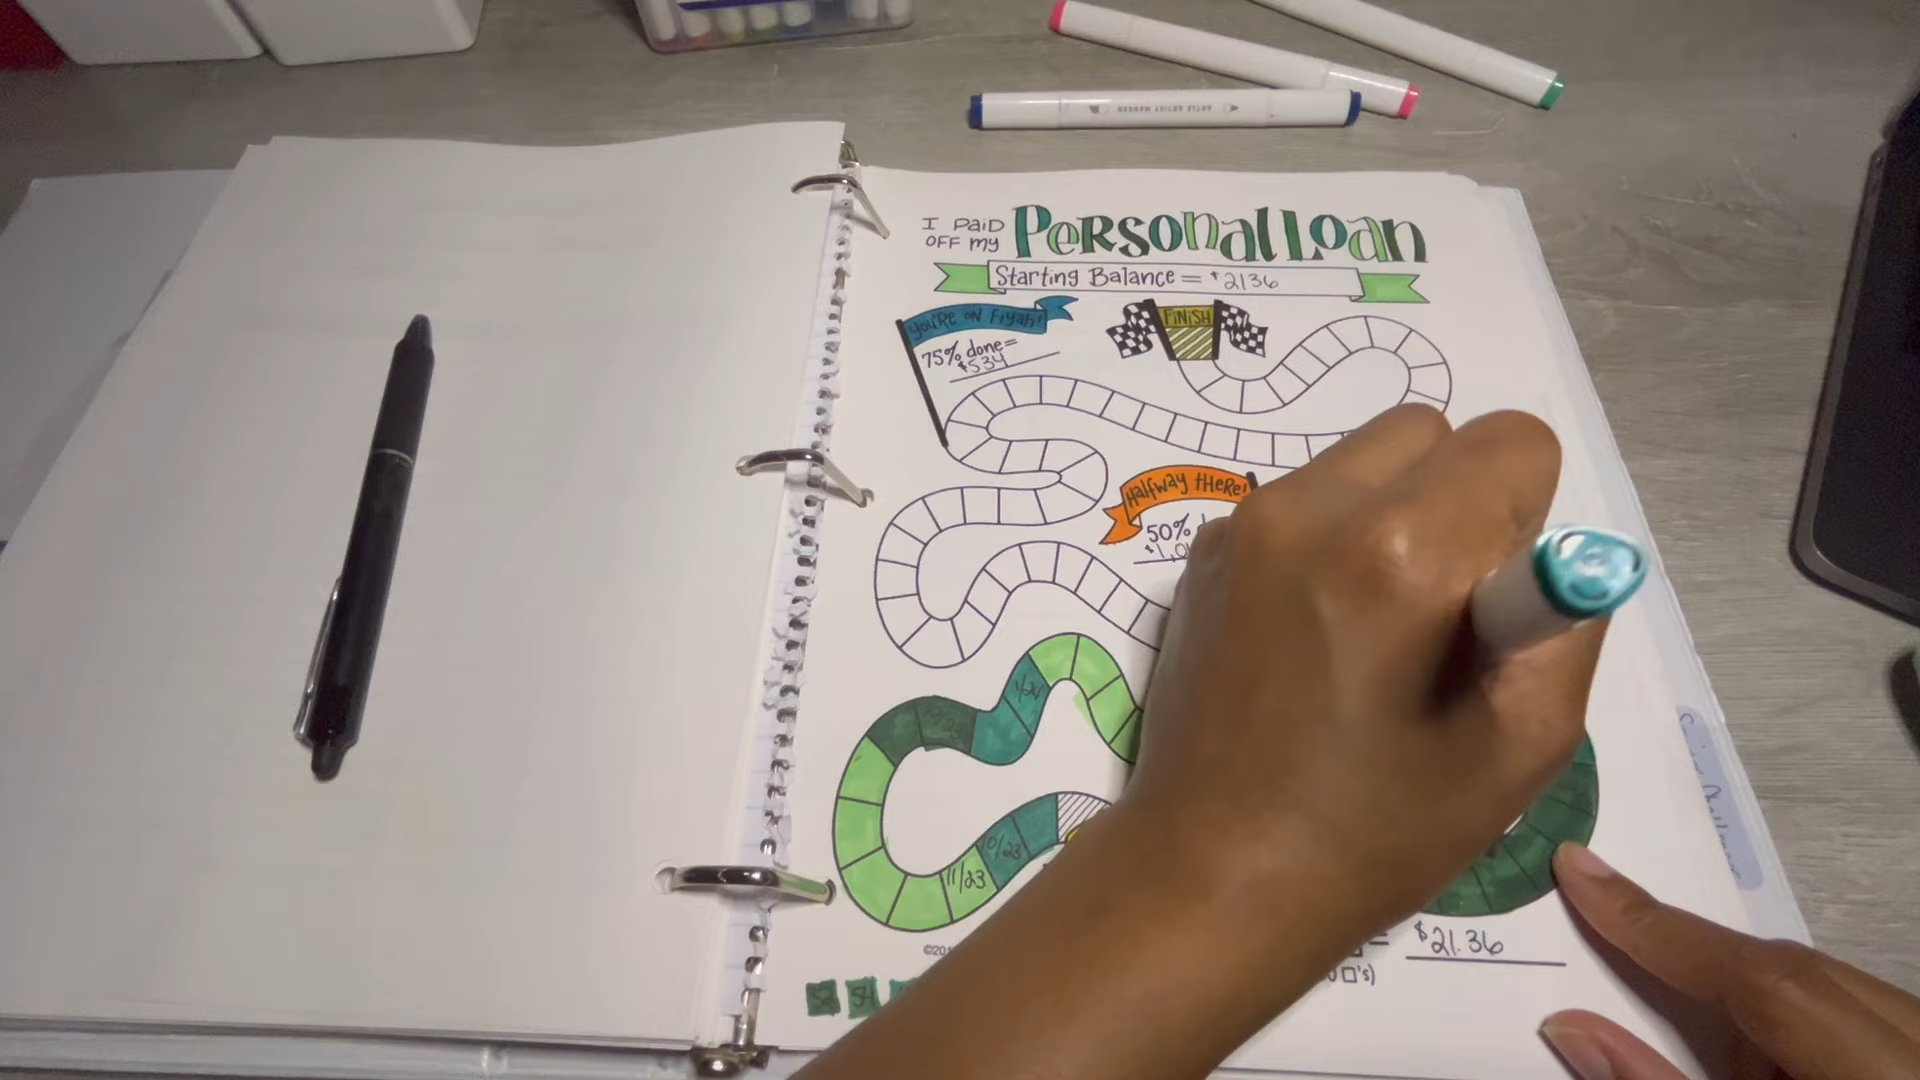 I PAID
OFF MY
PERSONAL LOAN
Starting Balance = $2136
YOU'RE ON FIYAH!
75% done=
$534
FINISH
HALFWAY THERE!
50%
1/24
10/23
11/23
= $21.36
□'s)